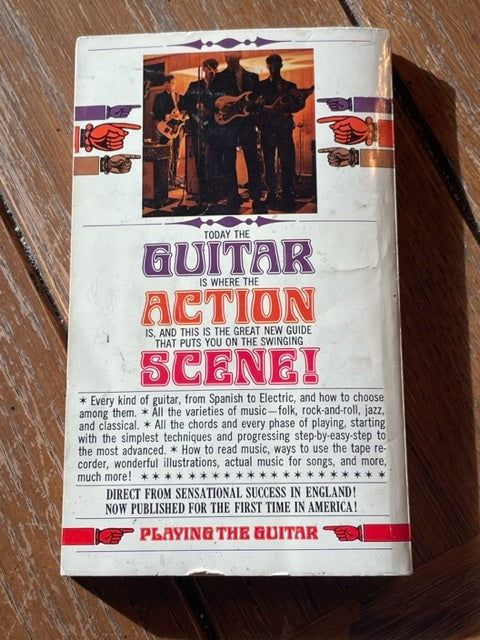 TODAY THE
GUITAR
IS WHERE THE
ACTION
IS, AND THIS IS THE GREAT NEW GUIDE
THAT PUTS YOU ON THE SWINGING
SCENE!
* Every kind of guitar, from Spanish to Electric, and how to choose
among them. * All the varieties of music—folk, rock-and-roll, jazz,
and classical. * All the chords and every phase of playing, starting
with the simplest techniques and progressing step-by-easy-step to
the most advanced. * How to read music, ways to use the tape re-
corder, wonderful illustrations, actual music for songs, and more,
much more! * * * * * * * * * * * * * * * * * *
DIRECT FROM SENSATIONAL SUCCESS IN ENGLAND!
NOW PUBLISHED FOR THE FIRST TIME IN AMERICA!
PLAYING THE GUITAR